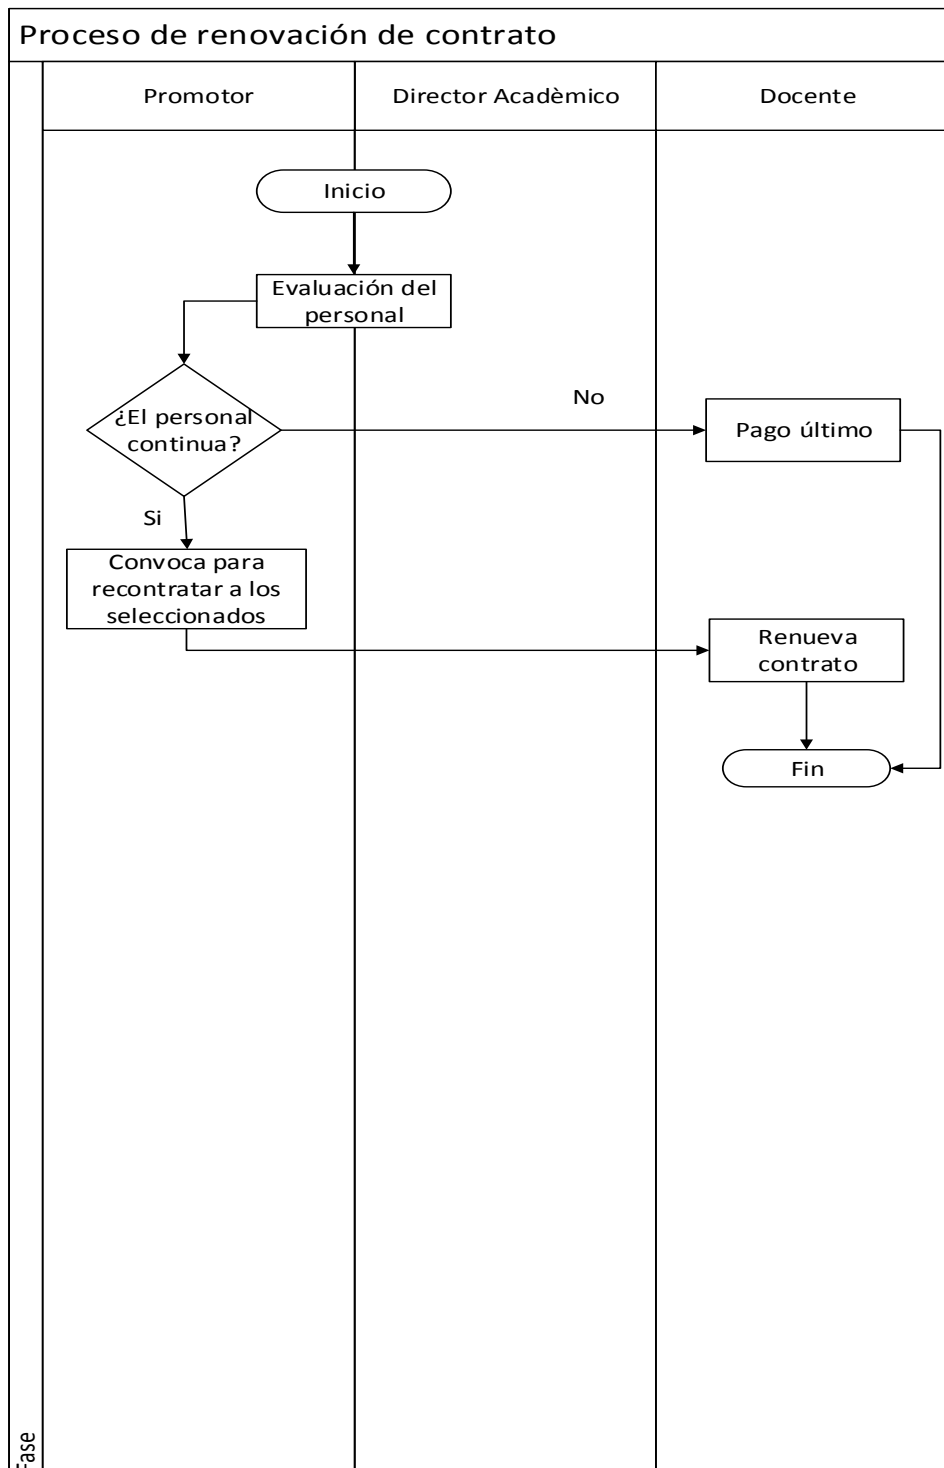 Proceso de renovación de contrato
Promotor
Director Acadèmico
Docente
Inicio
Evaluación del
personal
¿El personal
continua?
No
Pago último
Si
Convoca para
recontratar a los
seleccionados
Renueva
contrato
Fin
Fase